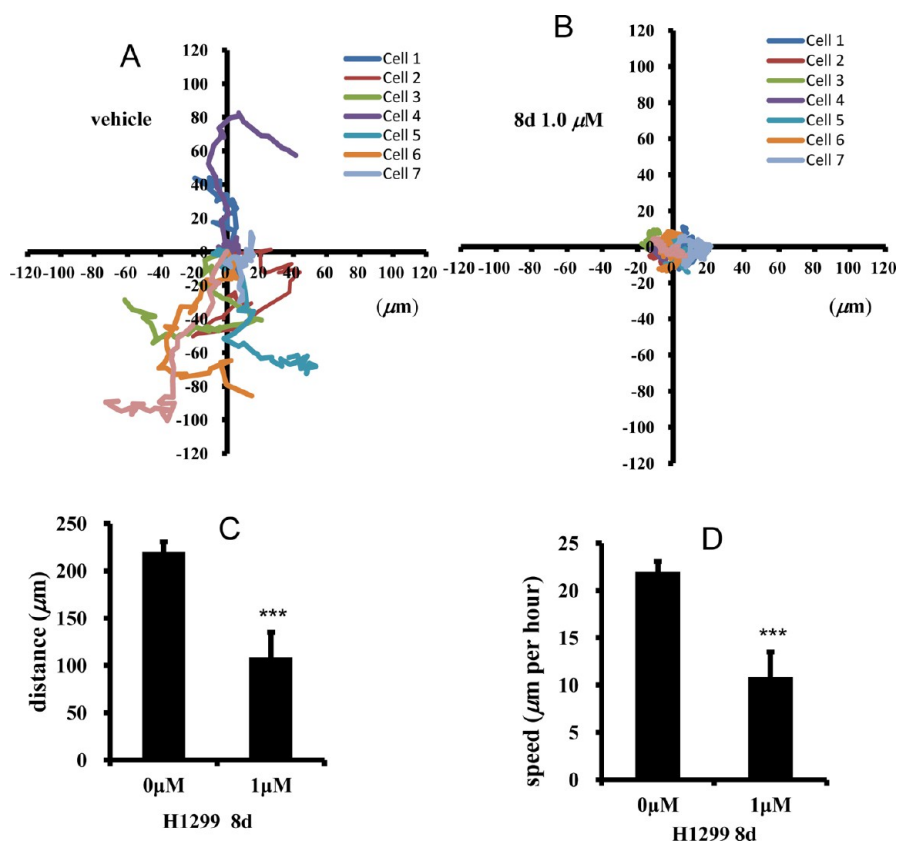 A
vehicle
120
100
80
60
40
20
0
-20
-40
-60
-80
-100
-120
-120 -100 -80 -60 -40 -20 0 20 40 60 80 100 120
(μm)
Cell 1
Cell 2
Cell 3
Cell 4
Cell 5
Cell 6
Cell 7
B
8d 1.0 μM
120
100
80
60
40
20
0
-20
-40
-60
-80
-100
-120
-120 -100 -80 -60 -40 -20 0 20 40 60 80 100 120
(μm)
Cell 1
Cell 2
Cell 3
Cell 4
Cell 5
Cell 6
Cell 7
C
distance (μm)
250
200
150
100
50
0
***
0μM 1μM
H1299 8d
D
speed (μm per hour)
25
20
15
10
5
0
***
0μM 1μM
H1299 8d